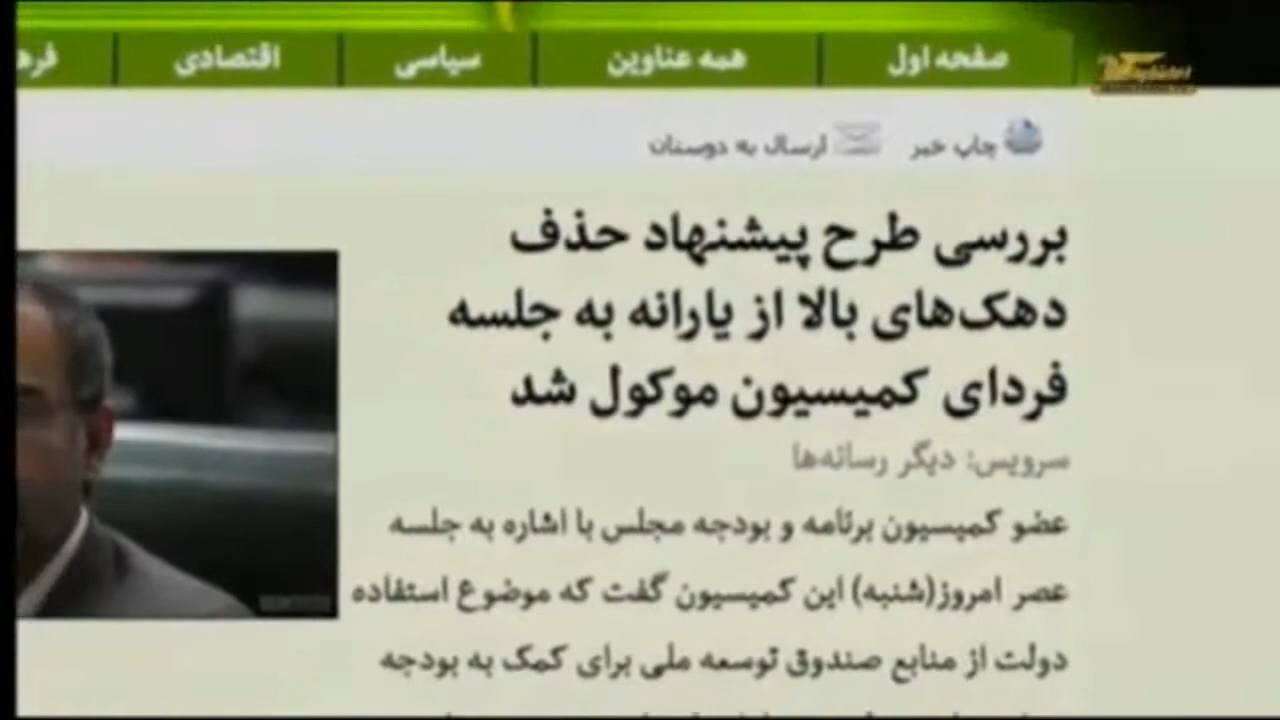 صفحه اول
همه عناوین
سیاسی
اقتصادی
چاپ خبر
ارسال به دوستان
بررسی طرح پیشنهاد حذف
دهک‌های بالا از یارانه به جلسه
فردای کمیسیون موکول شد
سرویس: دیگر رسانه‌ها
عضو کمیسیون برنامه و بودجه مجلس با اشاره به جلسه
عصر امروز(شنبه) این کمیسیون گفت که موضوع استفاده
دولت از منابع صندوق توسعه ملی برای کمک به بودجه